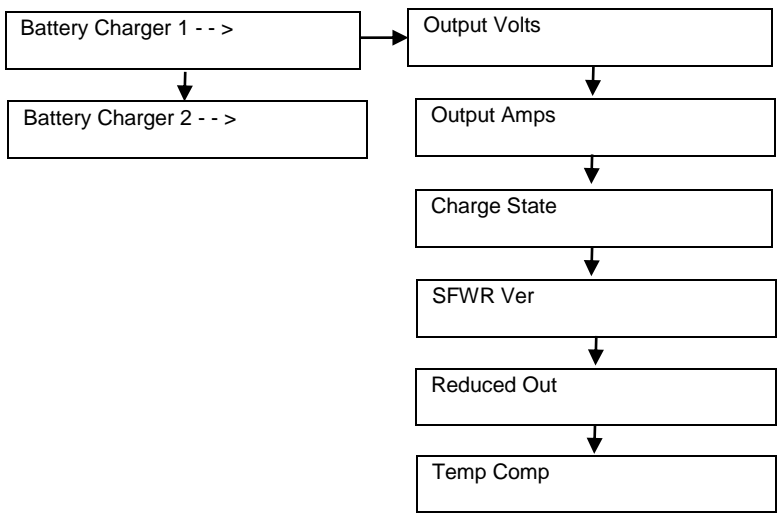 Battery Charger 1 - - >
Battery Charger 2 - - >
Output Volts
Output Amps
Charge State
SFWR Ver
Reduced Out
Temp Comp